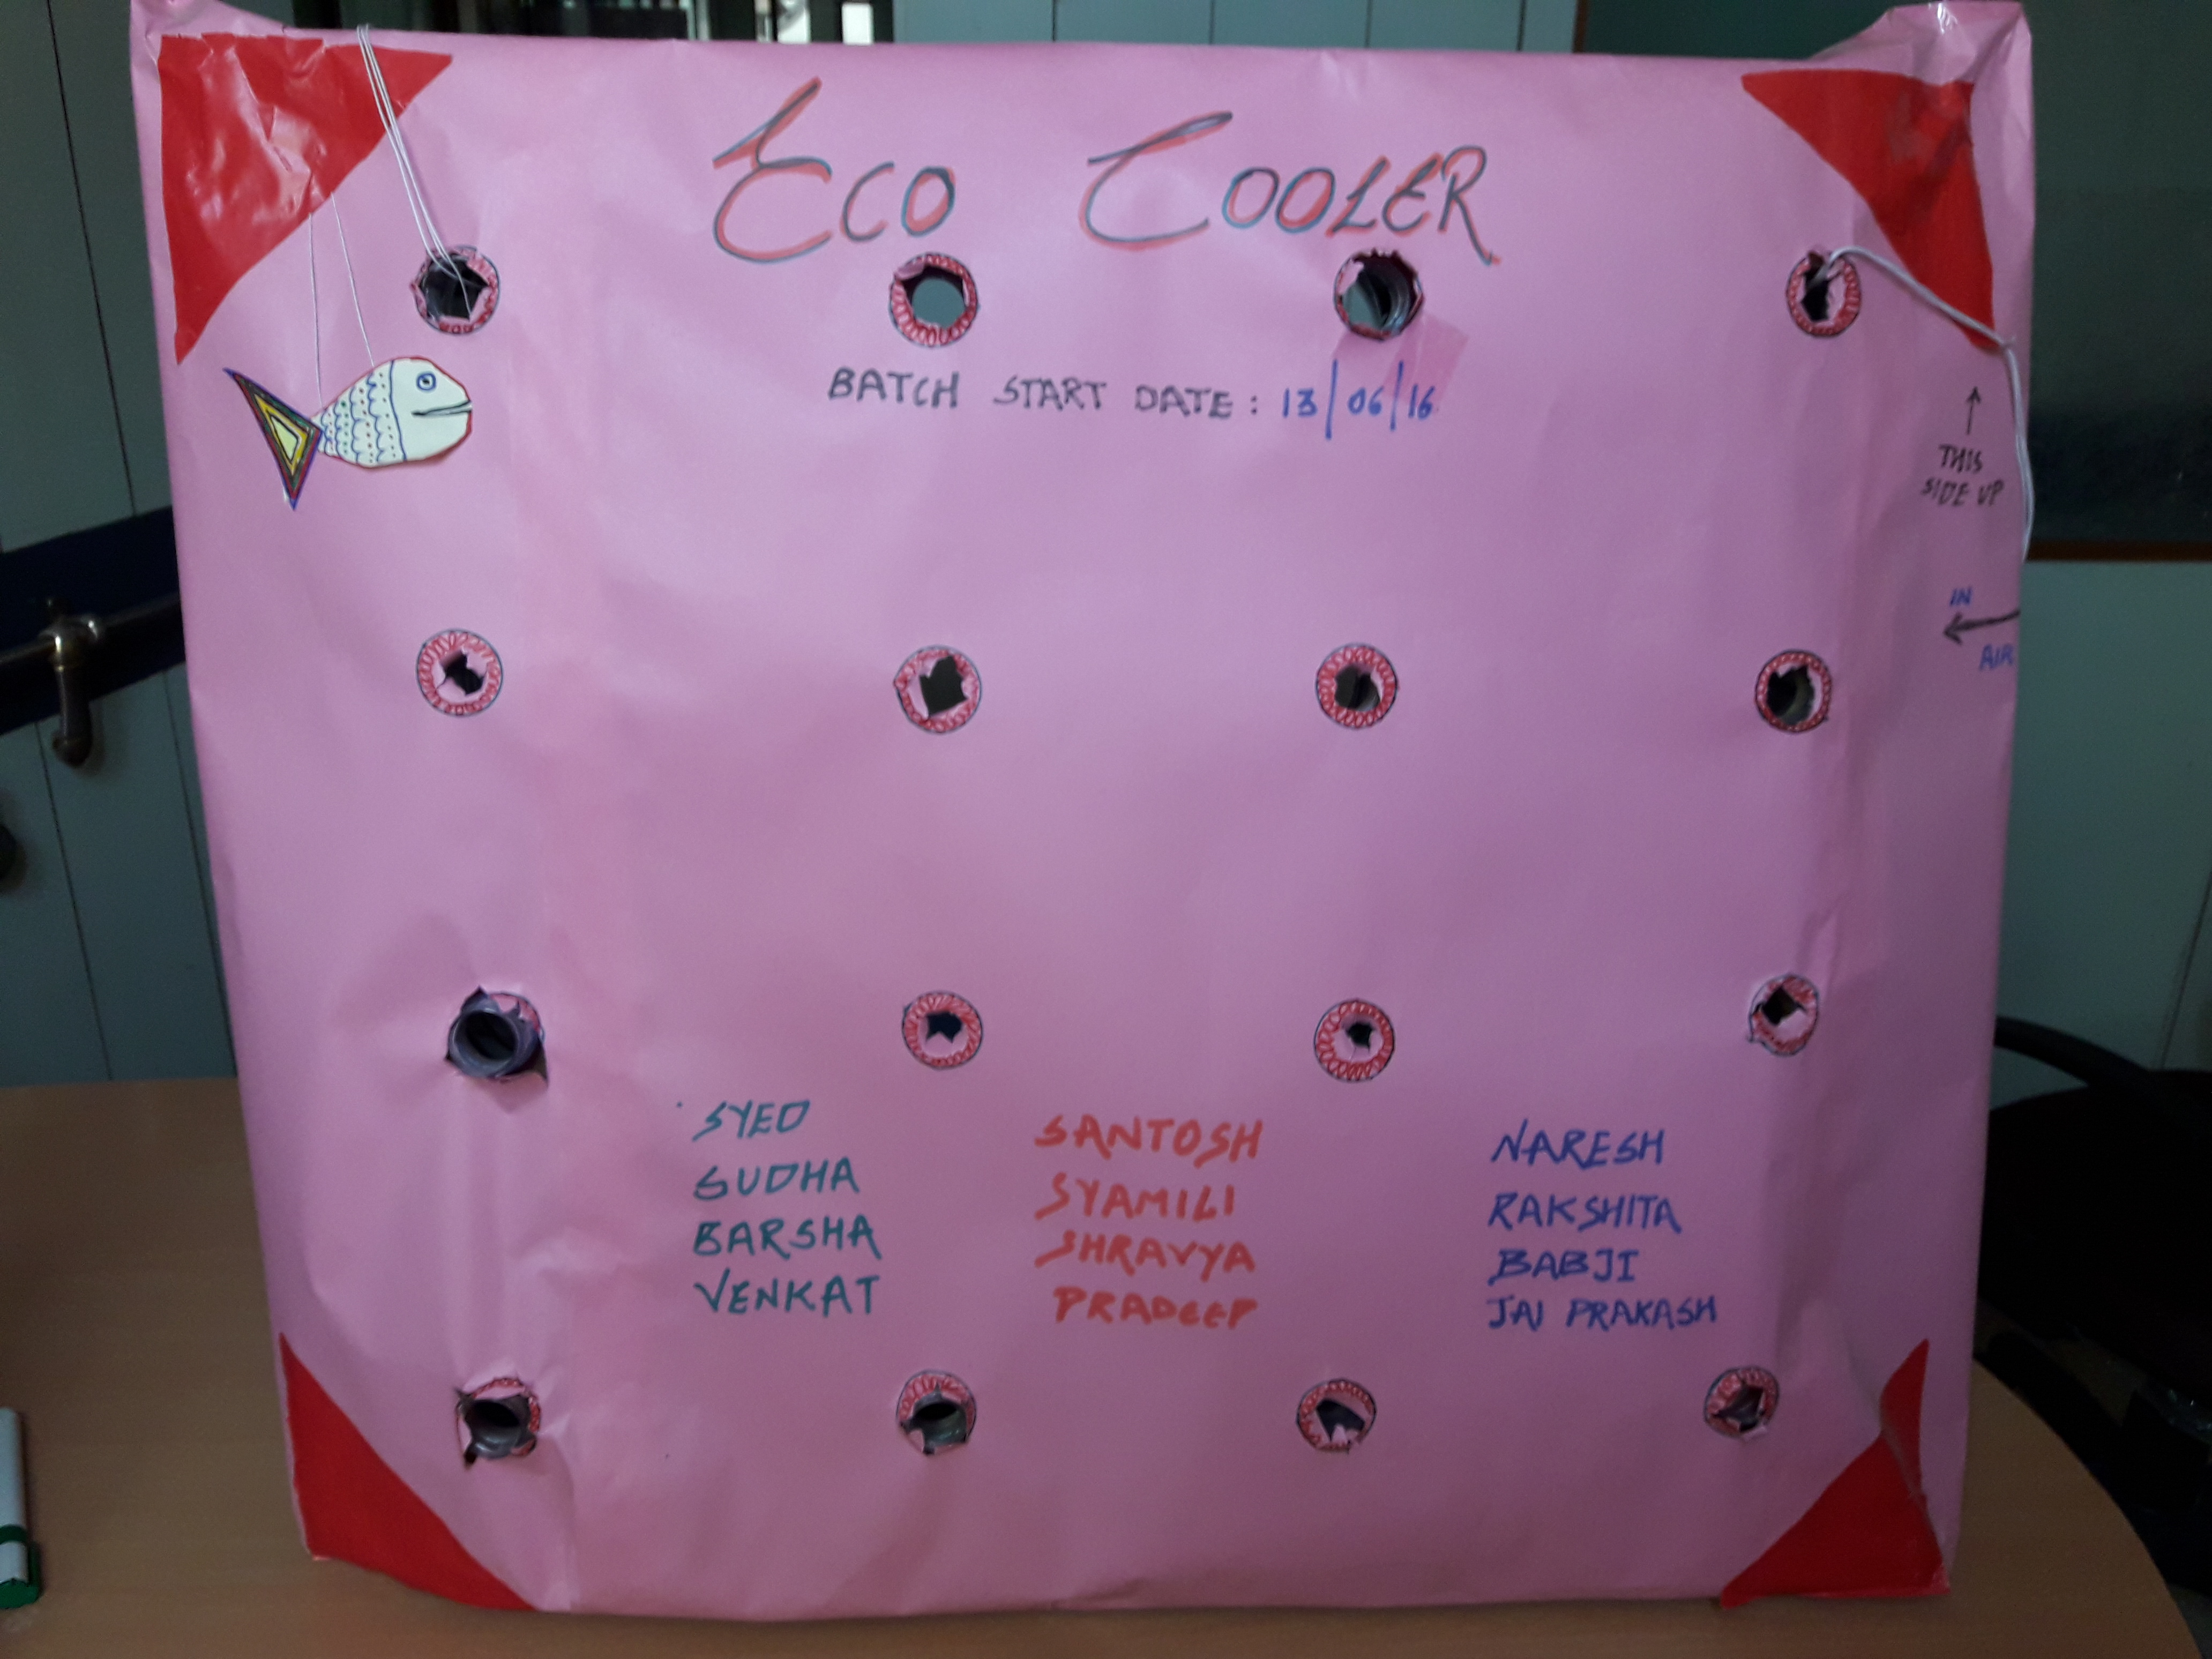 ECO COOLER
BATCH START DATE: 13/06/16
THIS
SIDE UP
IN
AIR
SYED
SUDHA
BARSHA
VENKAT
SANTOSH
SYAMILI
SHRAVYA
PRADEEP
NARESH
RAKSHITA
BABJI
JAI PRAKASH